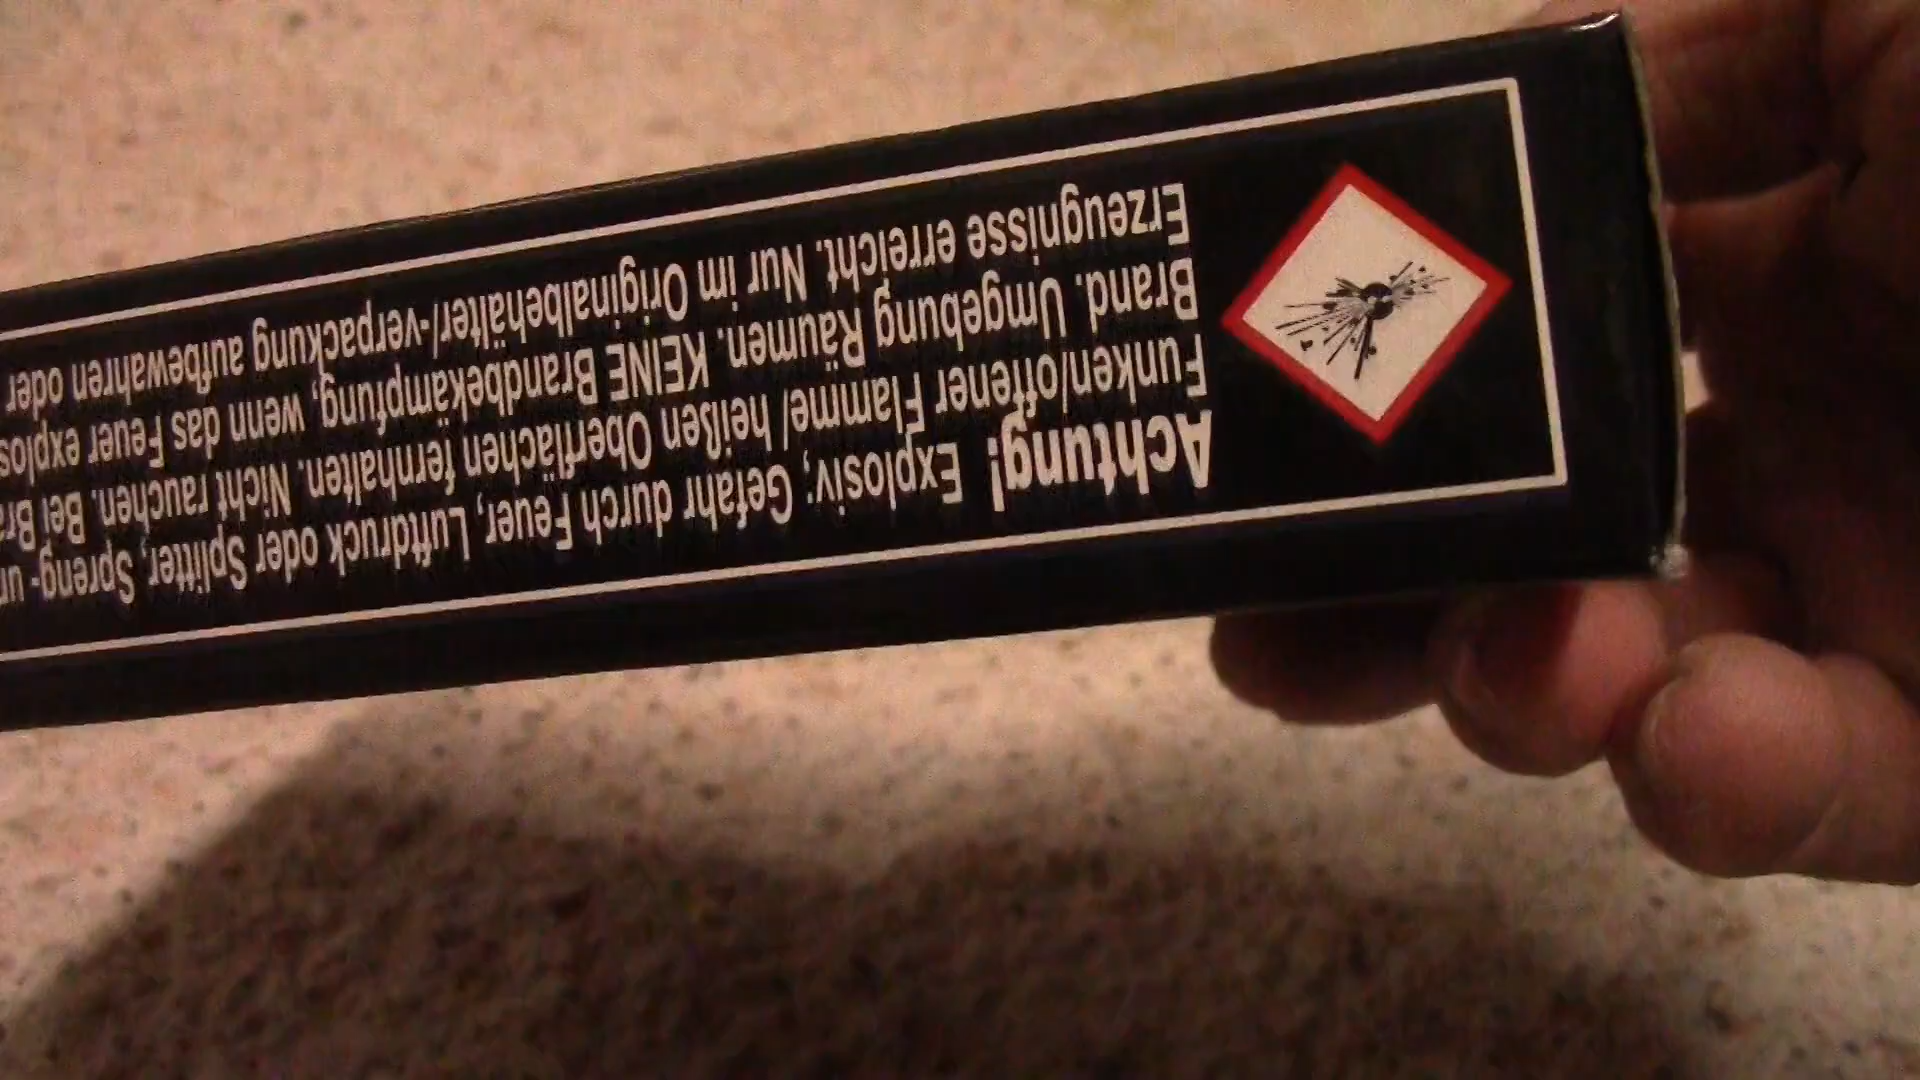 Achtung! Explosiv; Gefahr durch Feuer, Luftdruck oder Splitter, Spreng- un
Funken/offener Flamme/ heißen Oberflächen fernhalten. Nicht rauchen. Bei Bra
Brand. Umgebung Räumen. KEINE Brandbekämpfung, wenn das Feuer explos
Erzeugnisse erreicht. Nur im Originalbehälter/-verpackung aufbewahren oder